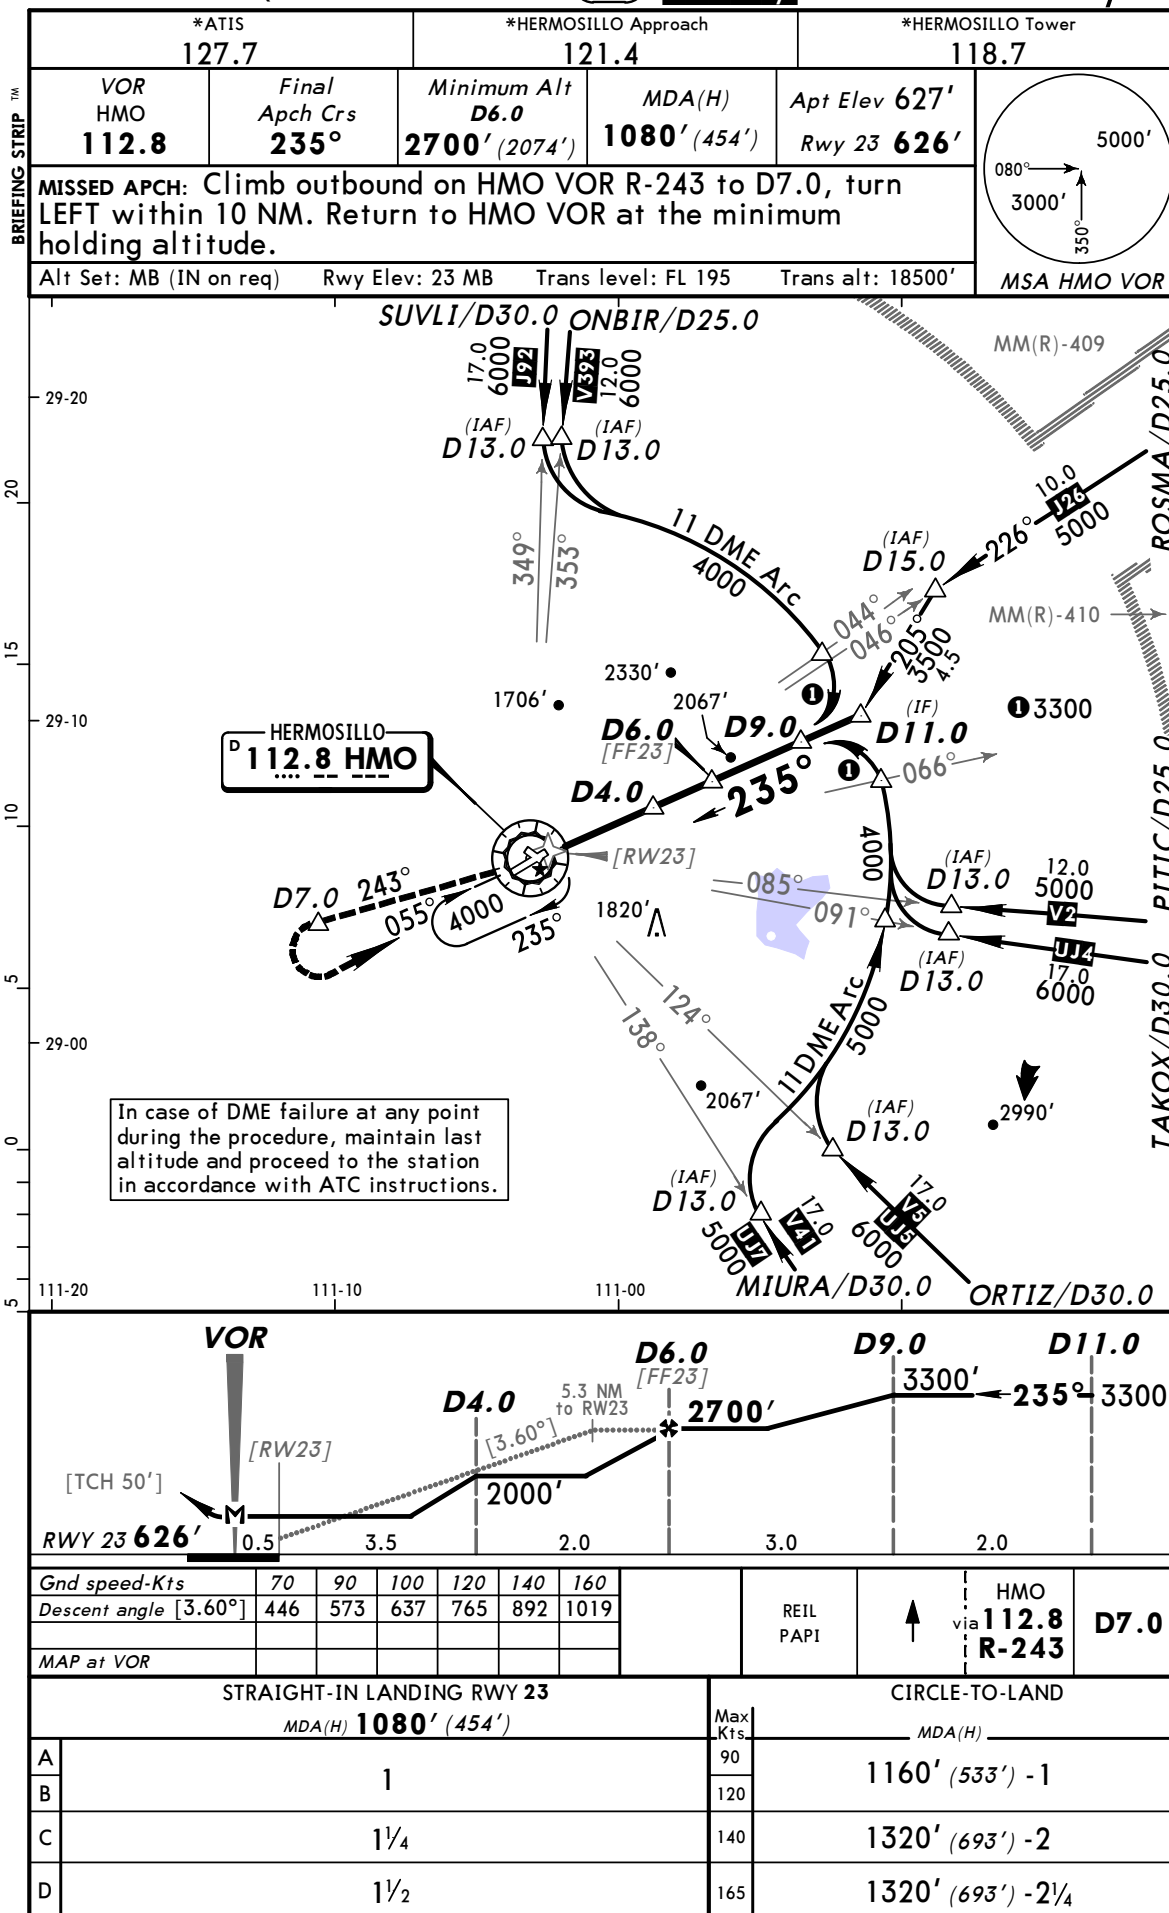 *ATIS
127.7
*HERMOSILLO Approach
121.4
*HERMOSILLO Tower
118.7
BRIEFING STRIP TM
VOR
HMO
112.8
Final
Apch Crs
235°
Minimum Alt
D6.0
2700' (2074')
MDA(H)
1080' (454')
Apt Elev 627'
Rwy 23 626'
MISSED APCH: Climb outbound on HMO VOR R-243 to D7.0, turn
LEFT within 10 NM. Return to HMO VOR at the minimum
holding altitude.
Alt Set: MB (IN on req) Rwy Elev: 23 MB Trans level: FL 195 Trans alt: 18500'
5000'
080°
3000'
350°
MSA HMO VOR
SUVLI/D30.0
ONBIR/D25.0
17.0
6000
J92
V393
12.0
6000
MM(R)-409
29-20
(IAF)
D13.0
(IAF)
D13.0
ROSMA/D25.0
10.0
J26
5000
226°
20
11 DME Arc
4000
(IAF)
D15.0
349°
353°
044°
046°
205°
3500
4.5
MM(R)-410
15
2330'
1706'
2067'
1
(IF)
D11.0
1 3300
29-10
D6.0
[FF23]
D9.0
HERMOSILLO
D 112.8 HMO
235°
1
066°
D4.0
10
[RW23]
4000
PITIC/D25.0
D7.0
243°
055°
4000
235°
1820'
085°
091°
(IAF)
D13.0
12.0
5000
V2
(IAF)
D13.0
UJ4
17.0
6000
TAKOX/D30.0
5
124°
138°
11 DME Arc
5000
29-00
2067'
2990'
In case of DME failure at any point
during the procedure, maintain last
altitude and proceed to the station
in accordance with ATC instructions.
0
(IAF)
D13.0
(IAF)
D13.0
5000
UJ7
V41
17.0
17.0
V5
UJ5
6000
MIURA/D30.0
ORTIZ/D30.0
5
111-20
111-10
111-00
VOR
D4.0
D6.0
[FF23]
D9.0
D11.0
5.3 NM
to RW23
[3.60°]
2700'
3300'
235°
3300
[RW23]
[TCH 50']
M
2000'
RWY 23 626'
0.5
3.5
2.0
3.0
2.0
Gnd speed-Kts 70 90 100 120 140 160
Descent angle [3.60°] 446 573 637 765 892 1019
MAP at VOR
REIL
PAPI
HMO
via 112.8
R-243
D7.0
STRAIGHT-IN LANDING RWY 23
MDA(H) 1080' (454')
CIRCLE-TO-LAND
Max
Kts
MDA(H)
A
B
1
90
120
1160' (533') -1
C
1¼
140
1320' (693') -2
D
1½
165
1320' (693') -2¼